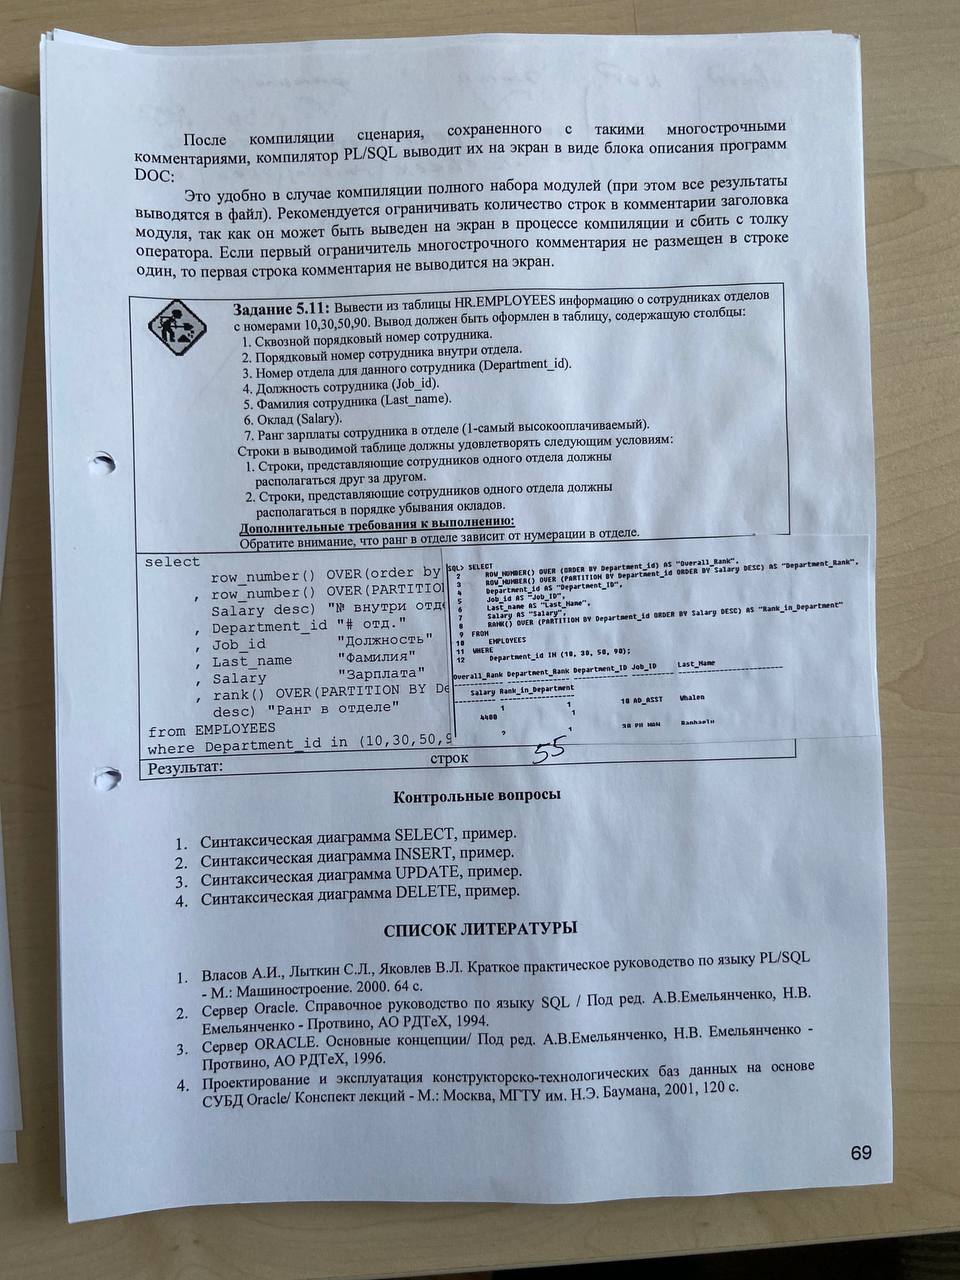 После компиляции сценария, сохраненного с такими многострочными
комментариями, компилятор PL/SQL выводит их на экран в виде блока описания программ
DOC:
Это удобно в случае компиляции полного набора модулей (при этом все результаты
выводятся в файл). Рекомендуется ограничивать количество строк в комментарии заголовка
модуля, так как он может быть выведен на экран в процессе компиляции и сбить с толку
оператора. Если первый ограничитель многострочного комментария не размещен в строке
один, то первая строка комментария не выводится на экран.
Задание 5.11: Вывести из таблицы HR.EMPLOYEES информацию о сотрудниках отделов
с номерами 10,30,50,90. Вывод должен быть оформлен в таблицу, содержащую столбцы:
1. Сквозной порядковый номер сотрудника.
2. Порядковый номер сотрудника внутри отдела.
3. Номер отдела для данного сотрудника (Department_id).
4. Должность сотрудника (Job_id).
5. Фамилия сотрудника (Last_name).
6. Оклад (Salary).
7. Ранг зарплаты сотрудника в отделе (1-самый высокооплачиваемый).
Строки в выводимой таблице должны удовлетворять следующим условиям:
1. Строки, представляющие сотрудников одного отдела должны
располагаться друг за другом.
2. Строки, представляющие сотрудников одного отдела должны
располагаться в порядке убывания окладов.
Дополнительные требования к выполнению:
Обратите внимание, что ранг в отделе зависит от нумерации в отделе.
select
row_number() OVER(order by
, row_number() OVER(PARTITION
Salary desc) "№ внутри отд
, Department_id "# отд."
, Job_id "Должность"
, Last_name "Фамилия"
, Salary "Зарплата"
, rank() OVER(PARTITION BY De
desc) "Ранг в отделе"
from EMPLOYEES
where Department_id in (10,30,50,9
SQL> SELECT
2 ROW_NUMBER() OVER (ORDER BY Department_id) AS "Overall_Rank",
3 ROW_NUMBER() OVER (PARTITION BY Department_id ORDER BY Salary DESC) AS "Department_Rank",
4 Department_id AS "Department_ID",
5 Job_id AS "Job_ID",
6 Last_name AS "Last_Name",
7 Salary AS "Salary",
8 RANK() OVER (PARTITION BY Department_id ORDER BY Salary DESC) AS "Rank_in_Department"
9 FROM
10 EMPLOYEES
11 WHERE
12 Department_id IN (10, 30, 50, 90);
Overall_Rank Department_Rank Department_ID Job_ID Last_Name
Salary Rank_in_Department
1 1 10 AD_ASST Whalen
4400 1
2 1 30 PU_MAN Raphaely
Результат: строк 55
Контрольные вопросы
1. Синтаксическая диаграмма SELECT, пример.
2. Синтаксическая диаграмма INSERT, пример.
3. Синтаксическая диаграмма UPDATE, пример.
4. Синтаксическая диаграмма DELETE, пример.
СПИСОК ЛИТЕРАТУРЫ
1. Власов А.И., Лыткин С.Л., Яковлев В.Л. Краткое практическое руководство по языку PL/SQL
- М.: Машиностроение. 2000. 64 с.
2. Сервер Oracle. Справочное руководство по языку SQL / Под ред. А.В.Емельянченко, Н.В.
Емельянченко - Протвино, АО РДТеХ, 1994.
3. Сервер ORACLE. Основные концепции/ Под ред. А.В.Емельянченко, Н.В. Емельянченко -
Протвино, АО РДТеХ, 1996.
4. Проектирование и эксплуатация конструкторско-технологических баз данных на основе
СУБД Oracle/ Конспект лекций - М.: Москва, МГТУ им. Н.Э. Баумана, 2001, 120 с.
69